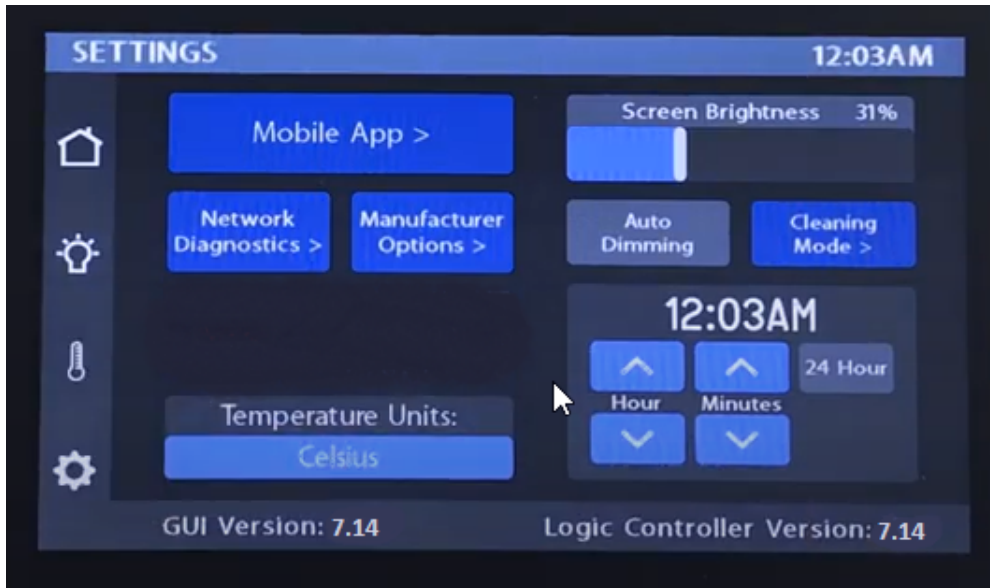 SETTINGS 12:03AM
Mobile App >
Screen Brightness 31%
Network
Diagnostics >
Manufacturer
Options >
Auto
Dimming
Cleaning
Mode >
12:03AM
24 Hour
Hour Minutes
Temperature Units:
Celsius
GUI Version: 7.14 Logic Controller Version: 7.14